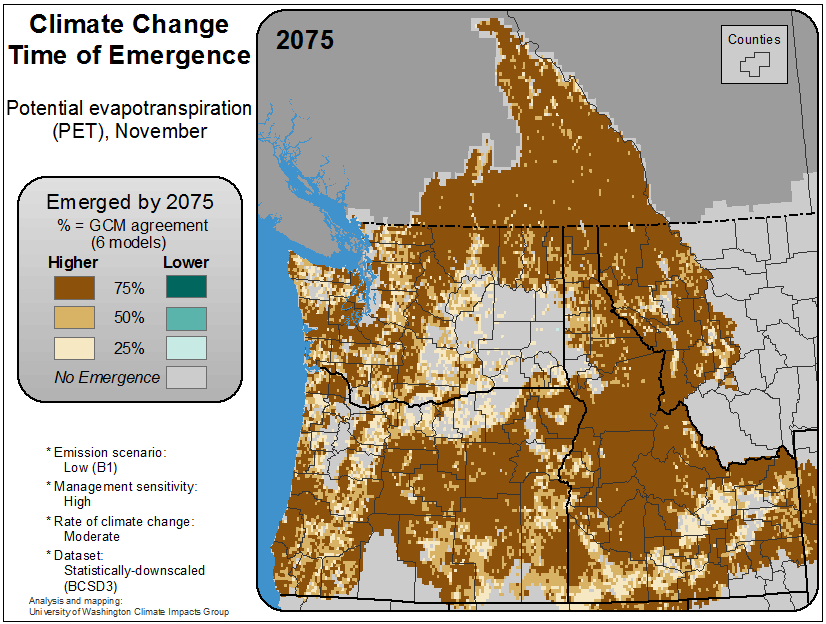 Climate Change
Time of Emergence
Potential evapotranspiration
(PET), November
Emerged by 2075
% = GCM agreement
(6 models)
Higher Lower
75%
50%
25%
No Emergence
* Emission scenario:
Low (B1)
* Management sensitivity:
High
* Rate of climate change:
Moderate
* Dataset:
Statistically-downscaled
(BCSD3)
Analysis and mapping:
University of Washington Climate Impacts Group
2075
Counties